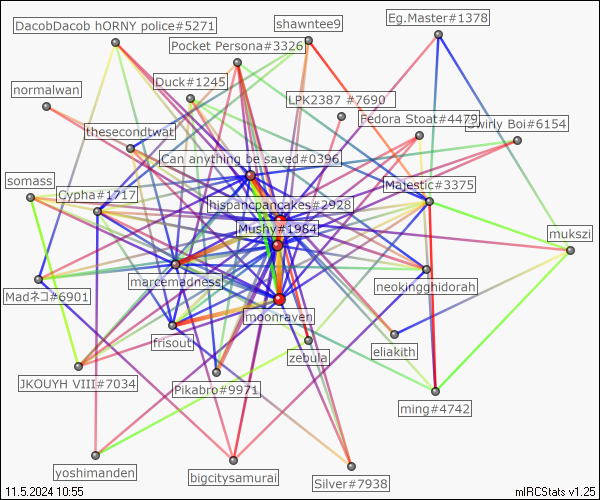 DacobDacob hORNY police#5271
shawntee9
Eg.Master#1378
Pocket Persona#3326
normalwan
Duck#1245
LPK2387 #7690
Fedora Stoat#4479
Swirly Boi#6154
thesecondtwat
Can anything be saved#0396
somass
Cypha#1717
Majestic#3375
hispancpancakes#2928
Mushy#1984
mukszi
marcemadness
neokingghidorah
Madネコ#6901
moonraven
frisout
zebula
eliakith
JKOUYH VIII#7034
Pikabro#9971
ming#4742
yoshimanden
bigcitysamurai
Silver#7938
11.5.2024 10:55
mIRCStats v1.25